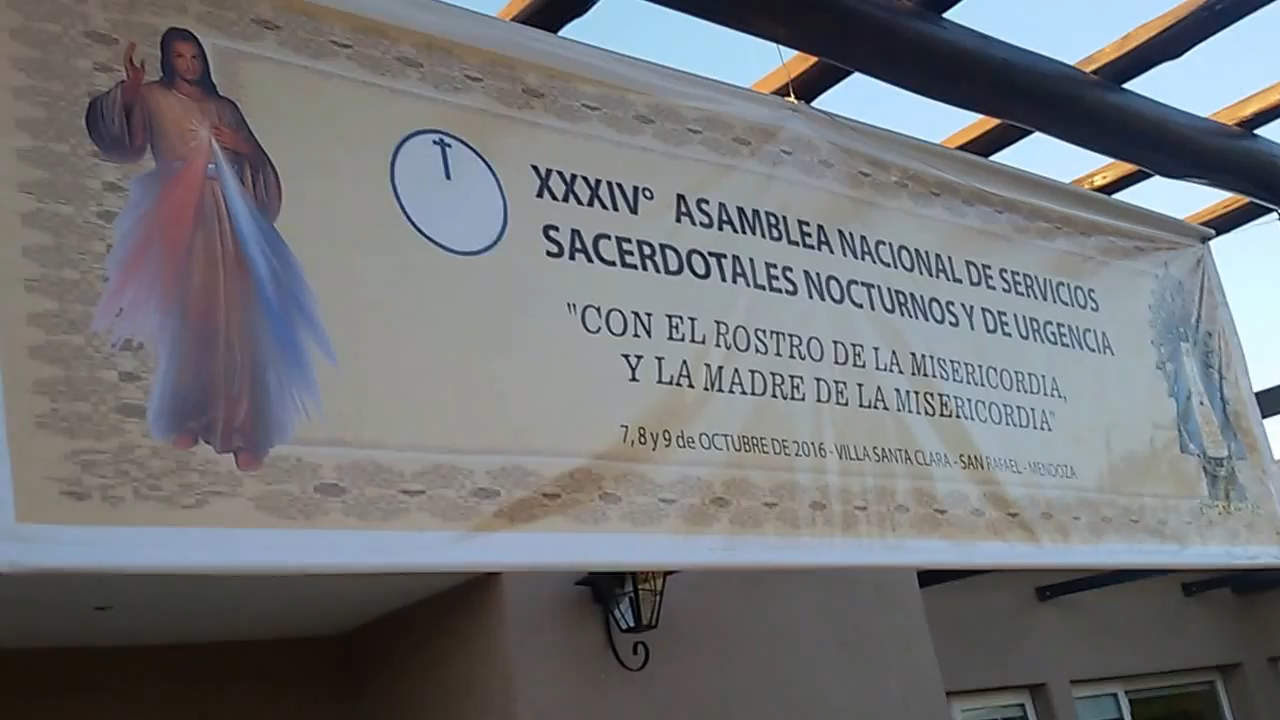 XXXIV° ASAMBLEA NACIONAL DE SERVICIOS
SACERDOTALES NOCTURNOS Y DE URGENCIA
"CON EL ROSTRO DE LA MISERICORDIA,
Y LA MADRE DE LA MISERICORDIA"
7, 8 y 9 de OCTUBRE DE 2016 - VILLA SANTA CLARA - SAN RAFAEL - MENDOZA